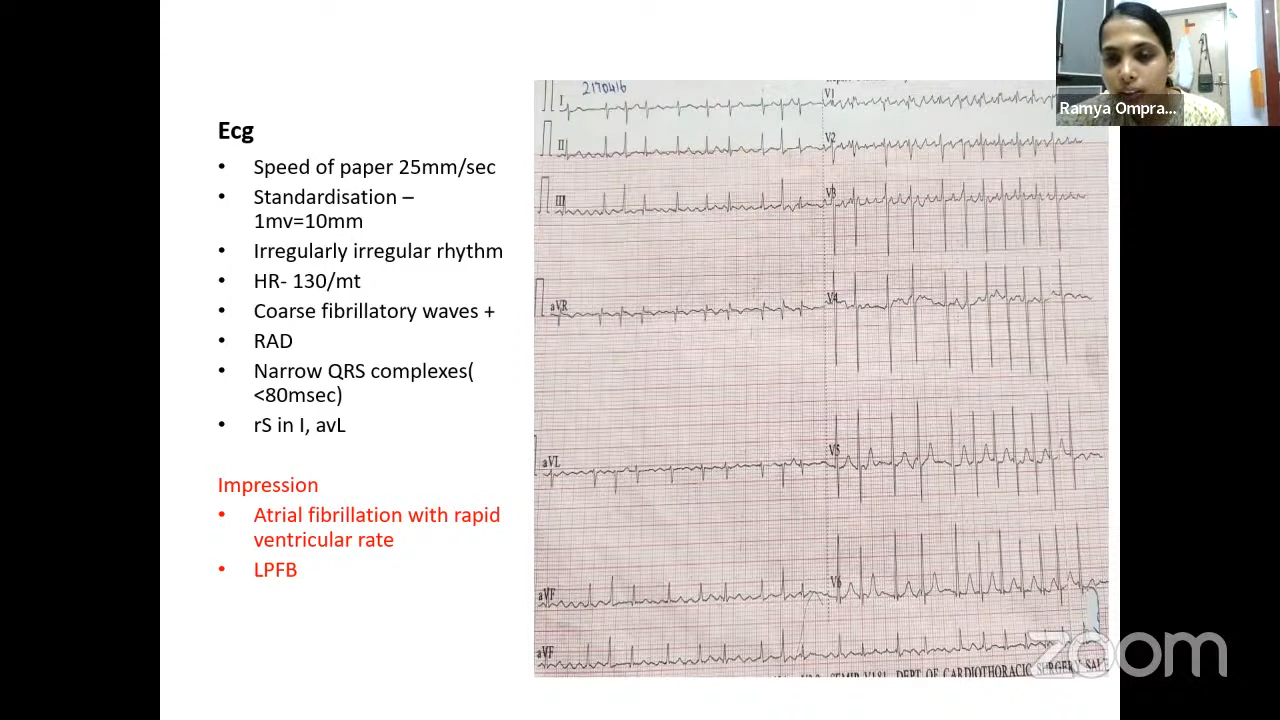 Ecg
• Speed of paper 25mm/sec
• Standardisation –
1mv=10mm
• Irregularly irregular rhythm
• HR- 130/mt
• Coarse fibrillatory waves +
• RAD
• Narrow QRS complexes(
<80msec)
• rS in I, avL
Impression
• Atrial fibrillation with rapid
ventricular rate
• LPFB
2170416
I
V1
II
V2
III
V3
aVR
V4
aVL
V5
aVF
V6
aVF
DEPT OF CARDIOTHORACIC SURGERY
Ramya Ompra...
zoom